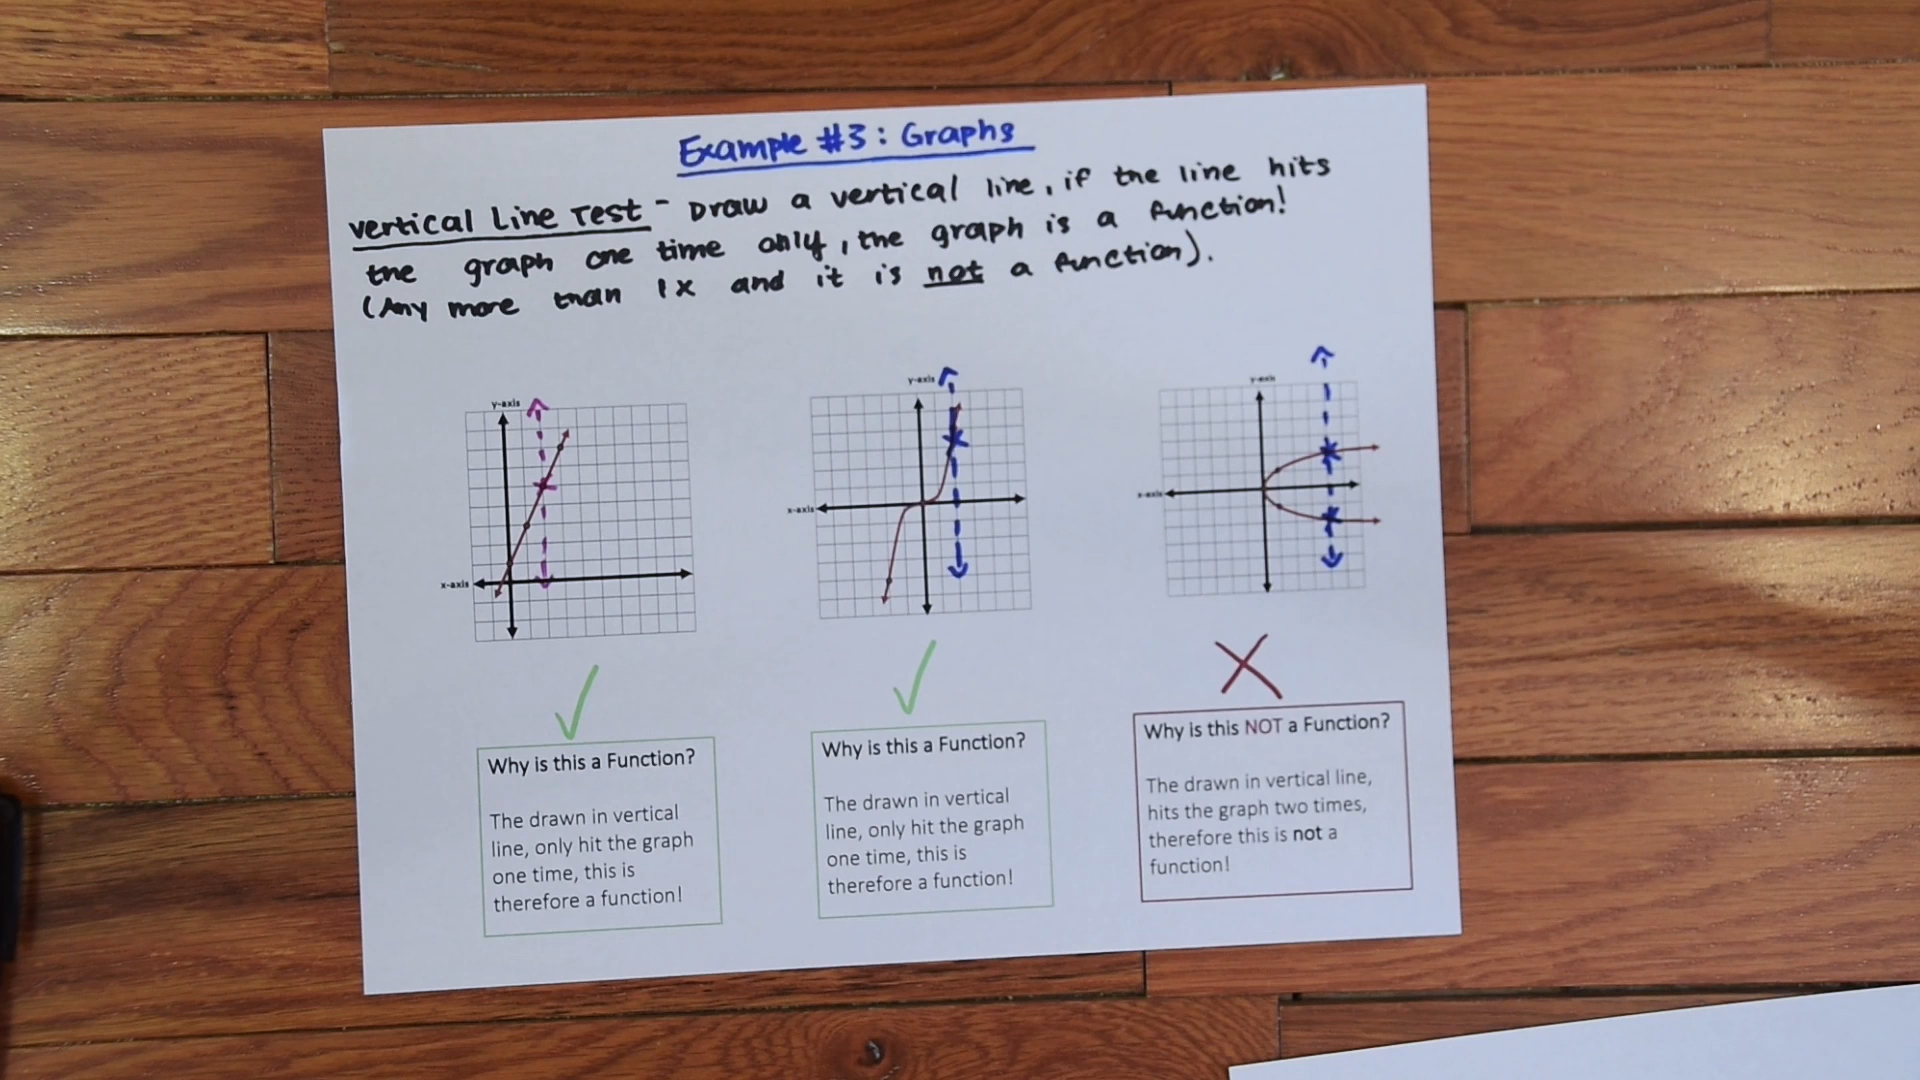 Example #3: Graphs
Vertical Line Test - Draw a vertical line, if the line hits
the graph one time only, the graph is a function!
(Any more than 1x and it is not a function).
y-axis
x-axis
y-axis
x-axis
y-axis
x-axis
Why is this a Function?
The drawn in vertical
line, only hit the graph
one time, this is
therefore a function!
Why is this a Function?
The drawn in vertical
line, only hit the graph
one time, this is
therefore a function!
Why is this NOT a Function?
The drawn in vertical line,
hits the graph two times,
therefore this is not a
function!